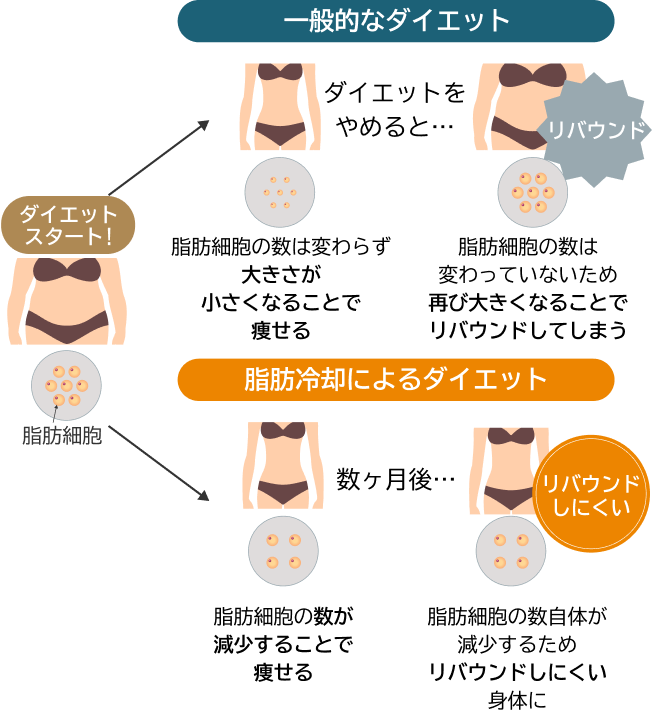 一般的なダイエット
ダイエットを
やめると…
リバウンド
ダイエット
スタート!
脂肪細胞の数は変わらず
大きさが
小さくなることで
痩せる
脂肪細胞の数は
変わっていないため
再び大きくなることで
リバウンドしてしまう
脂肪細胞
脂肪冷却によるダイエット
数ヶ月後…
リバウンド
しにくい
脂肪細胞の数が
減少することで
痩せる
脂肪細胞の数自体が
減少するため
リバウンドしにくい
身体に